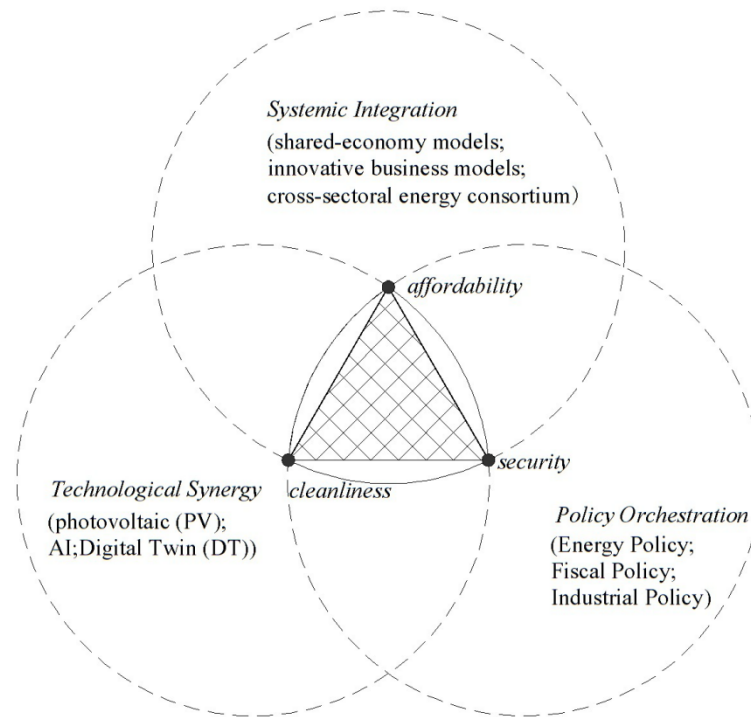 Systemic Integration
(shared-economy models;
innovative business models;
cross-sectoral energy consortium）
affordability
security
cleanliness
Technological Synergy
(photovoltaic (PV);
AI;Digital Twin (DT))
Policy Orchestration
(Energy Policy;
Fiscal Policy;
Industrial Policy)